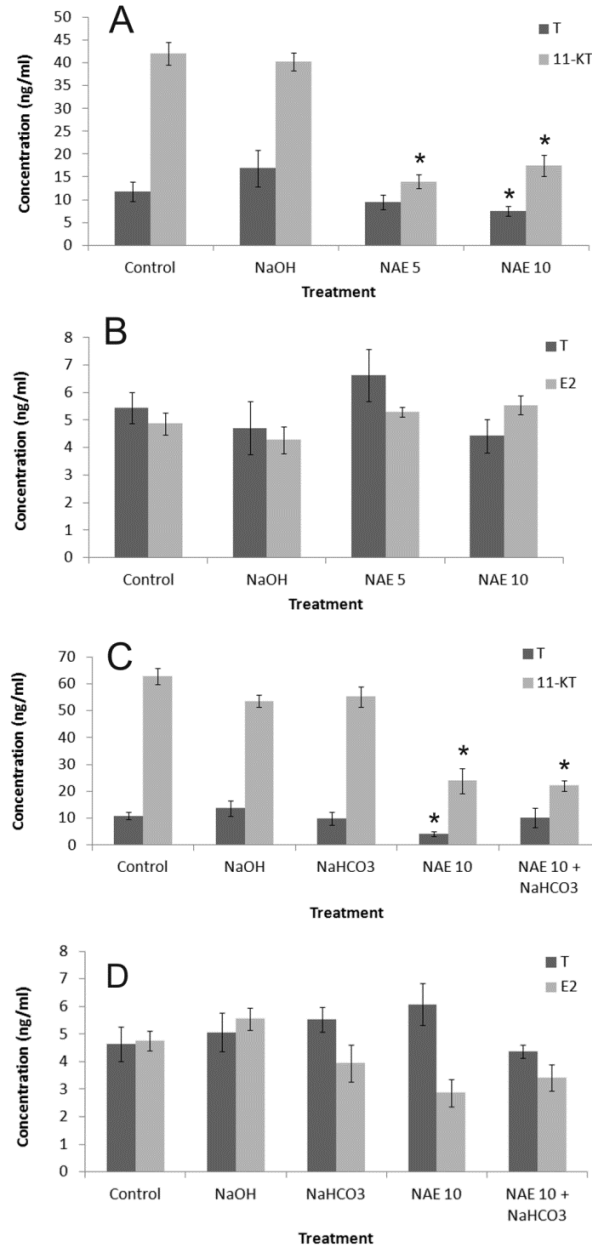 A
50
45
40
35
30
25
20
15
10
5
0
Concentration (ng/ml)
T
11-KT
*
*
*
Control NaOH NAE 5 NAE 10
Treatment
B
8
7
6
5
4
3
2
1
0
Concentration (ng/ml)
T
E2
Control NaOH NAE 5 NAE 10
Treatment
C
70
60
50
40
30
20
10
0
Concentration (ng/ml)
T
11-KT
*
*
*
Control NaOH NaHCO3 NAE 10 NAE 10 +
NaHCO3
Treatment
D
8
7
6
5
4
3
2
1
0
Concentration (ng/ml)
T
E2
Control NaOH NaHCO3 NAE 10 NAE 10 +
NaHCO3
Treatment